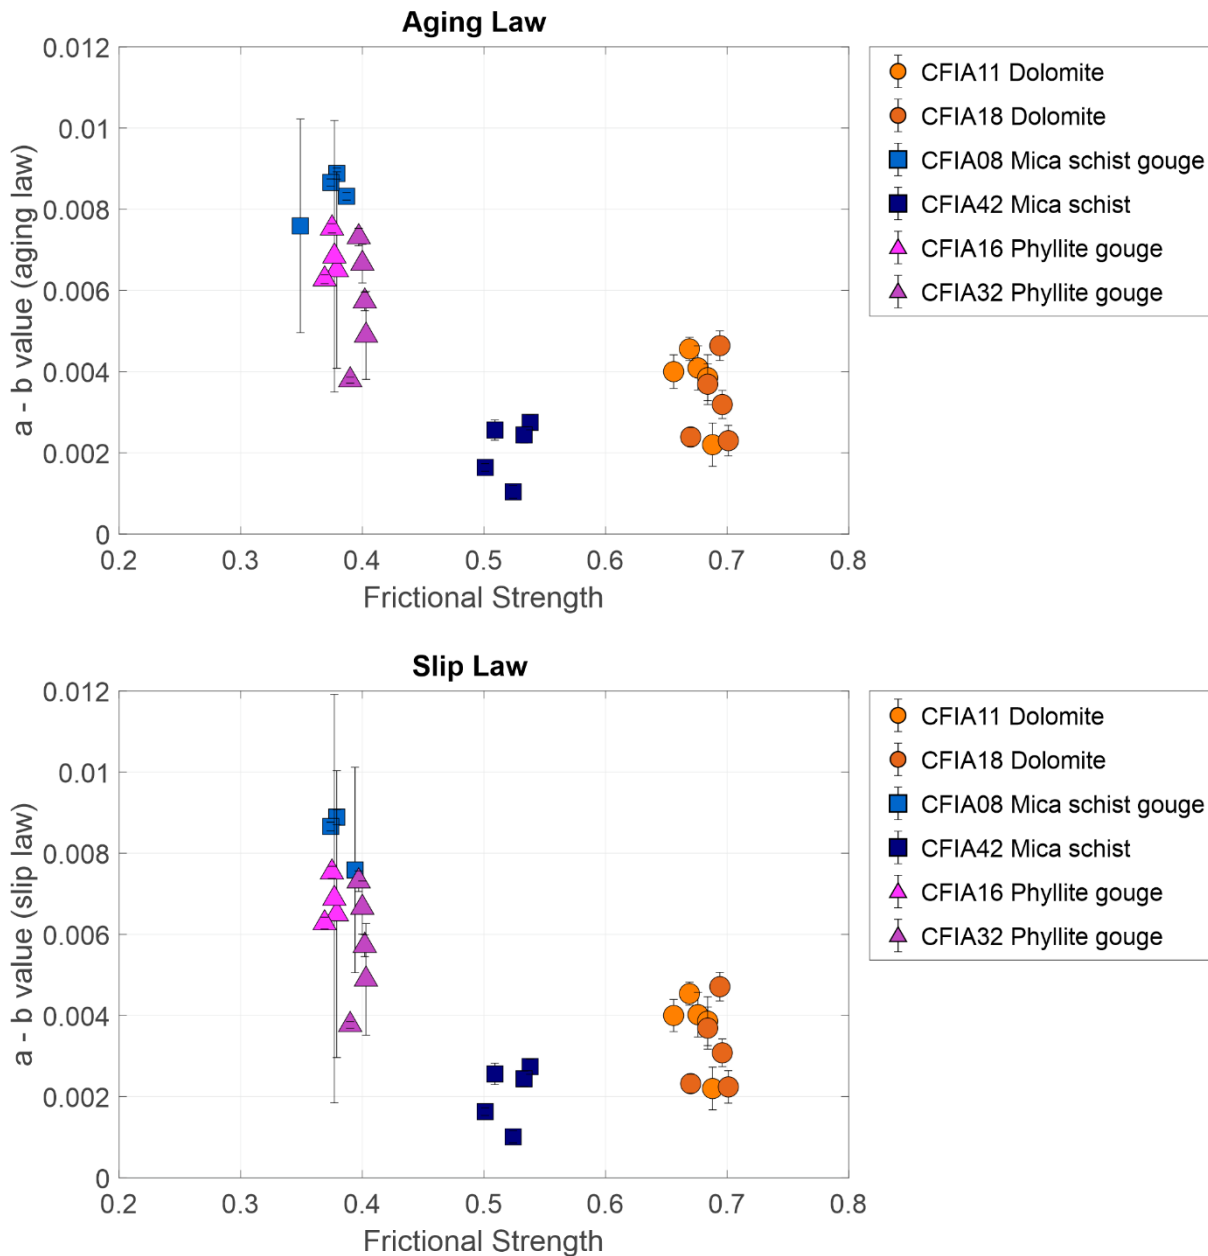 Aging Law
0.012
0.01
0.008
0.006
0.004
0.002
0
a - b value (aging law)
0.2 0.3 0.4 0.5 0.6 0.7 0.8
Frictional Strength
CFIA11 Dolomite
CFIA18 Dolomite
CFIA08 Mica schist gouge
CFIA42 Mica schist
CFIA16 Phyllite gouge
CFIA32 Phyllite gouge
Slip Law
0.012
0.01
0.008
0.006
0.004
0.002
0
a - b value (slip law)
0.2 0.3 0.4 0.5 0.6 0.7 0.8
Frictional Strength
CFIA11 Dolomite
CFIA18 Dolomite
CFIA08 Mica schist gouge
CFIA42 Mica schist
CFIA16 Phyllite gouge
CFIA32 Phyllite gouge